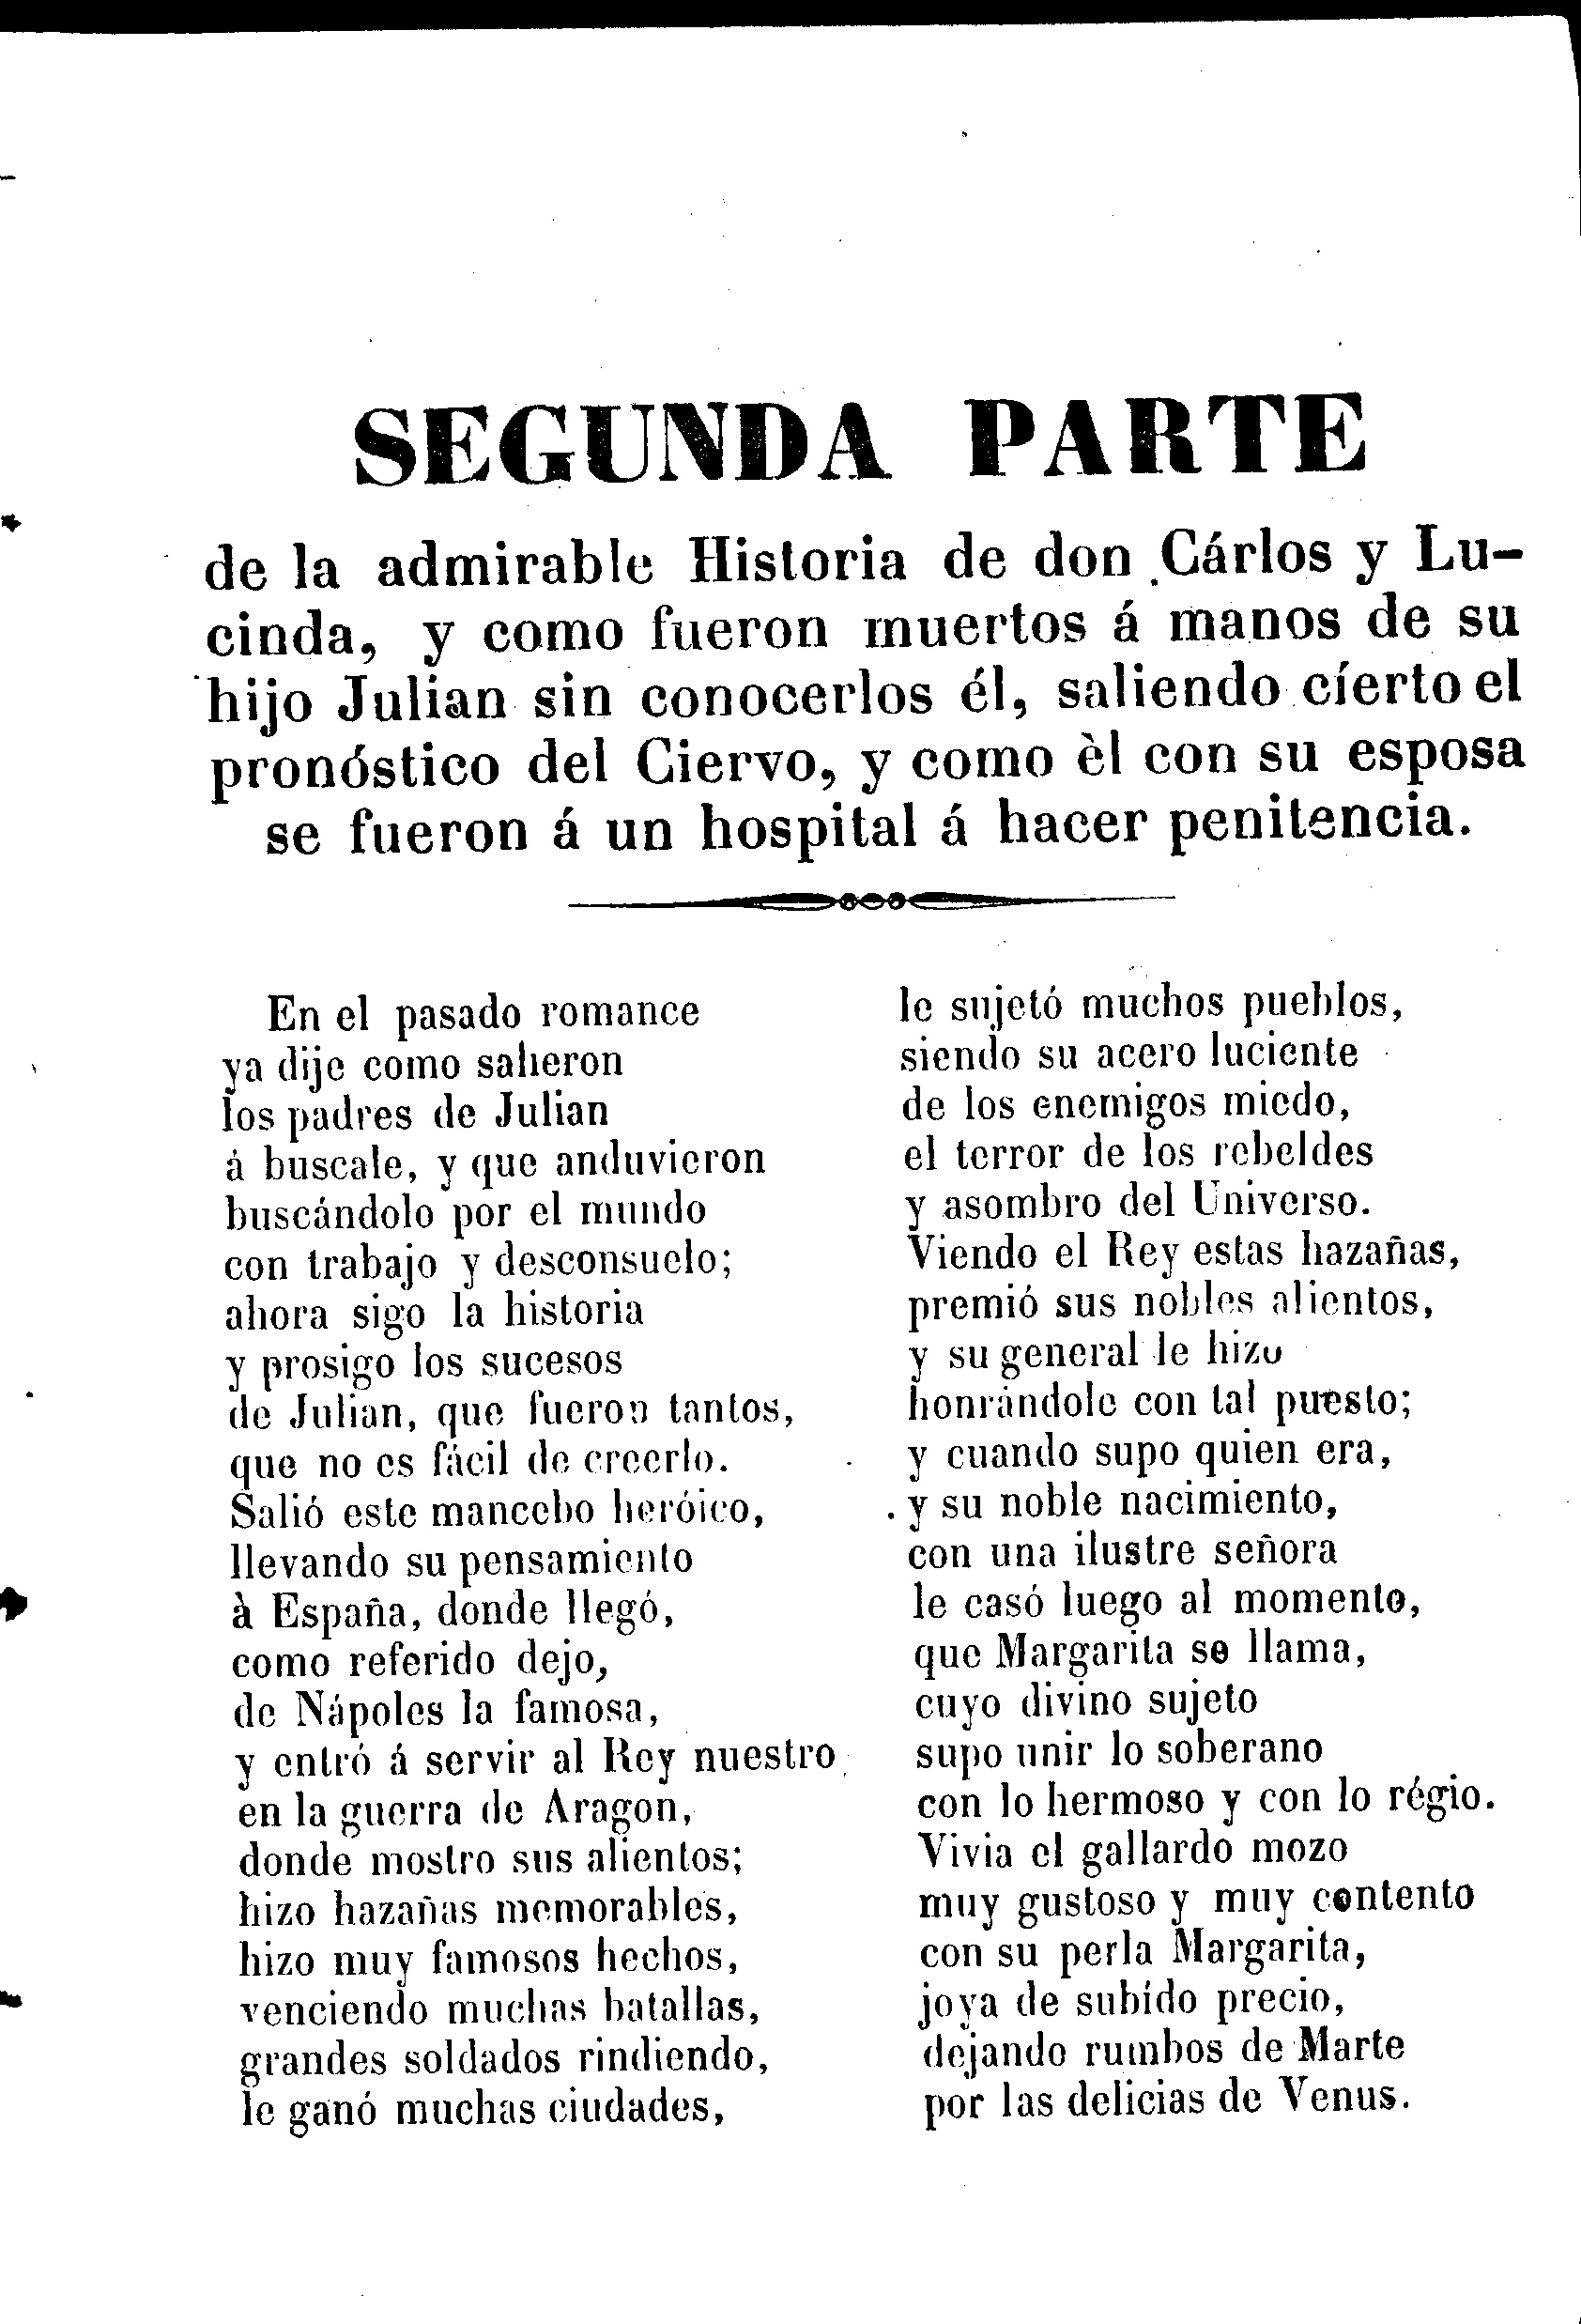 SEGUNDA PARTE
de la admirable Historia de don Cárlos y Lu-
cinda, y como fueron muertos á manos de su
hijo Julian sin conocerlos él, saliendo cíerto el
pronóstico del Ciervo, y como èl con su esposa
se fueron á un hospital á hacer penitencia.
En el pasado romance
ya dije como salieron
los padres de Julian
á buscale, y que anduvieron
buscándolo por el mundo
con trabajo y desconsuelo;
ahora sigo la historia
y prosigo los sucesos
de Julian, que fueron tantos,
que no es fácil de creerlo.
Salió este mancebo heróico,
llevando su pensamiento
à España, donde llegó,
como referido dejo,
de Nápoles la famosa,
y entró á servir al Rey nuestro
en la guerra de Aragon,
donde mostro sus alientos;
hizo hazañas memorables,
hizo muy famosos hechos,
venciendo muchas batallas,
grandes soldados rindiendo,
le ganó muchas ciudades,
le sujetó muchos pueblos,
siendo su acero luciente
de los enemigos miedo,
el terror de los rebeldes
y asombro del Universo.
Viendo el Rey estas hazañas,
premió sus nobles alientos,
y su general le hizo
honrándole con tal puesto;
y cuando supo quien era,
y su noble nacimiento,
con una ilustre señora
le casó luego al momento,
que Margarita se llama,
cuyo divino sujeto
supo unir lo soberano
con lo hermoso y con lo régio.
Vivia el gallardo mozo
muy gustoso y muy contento
con su perla Margarita,
joya de subído precio,
dejando rumbos de Marte
por las delicias de Venus.